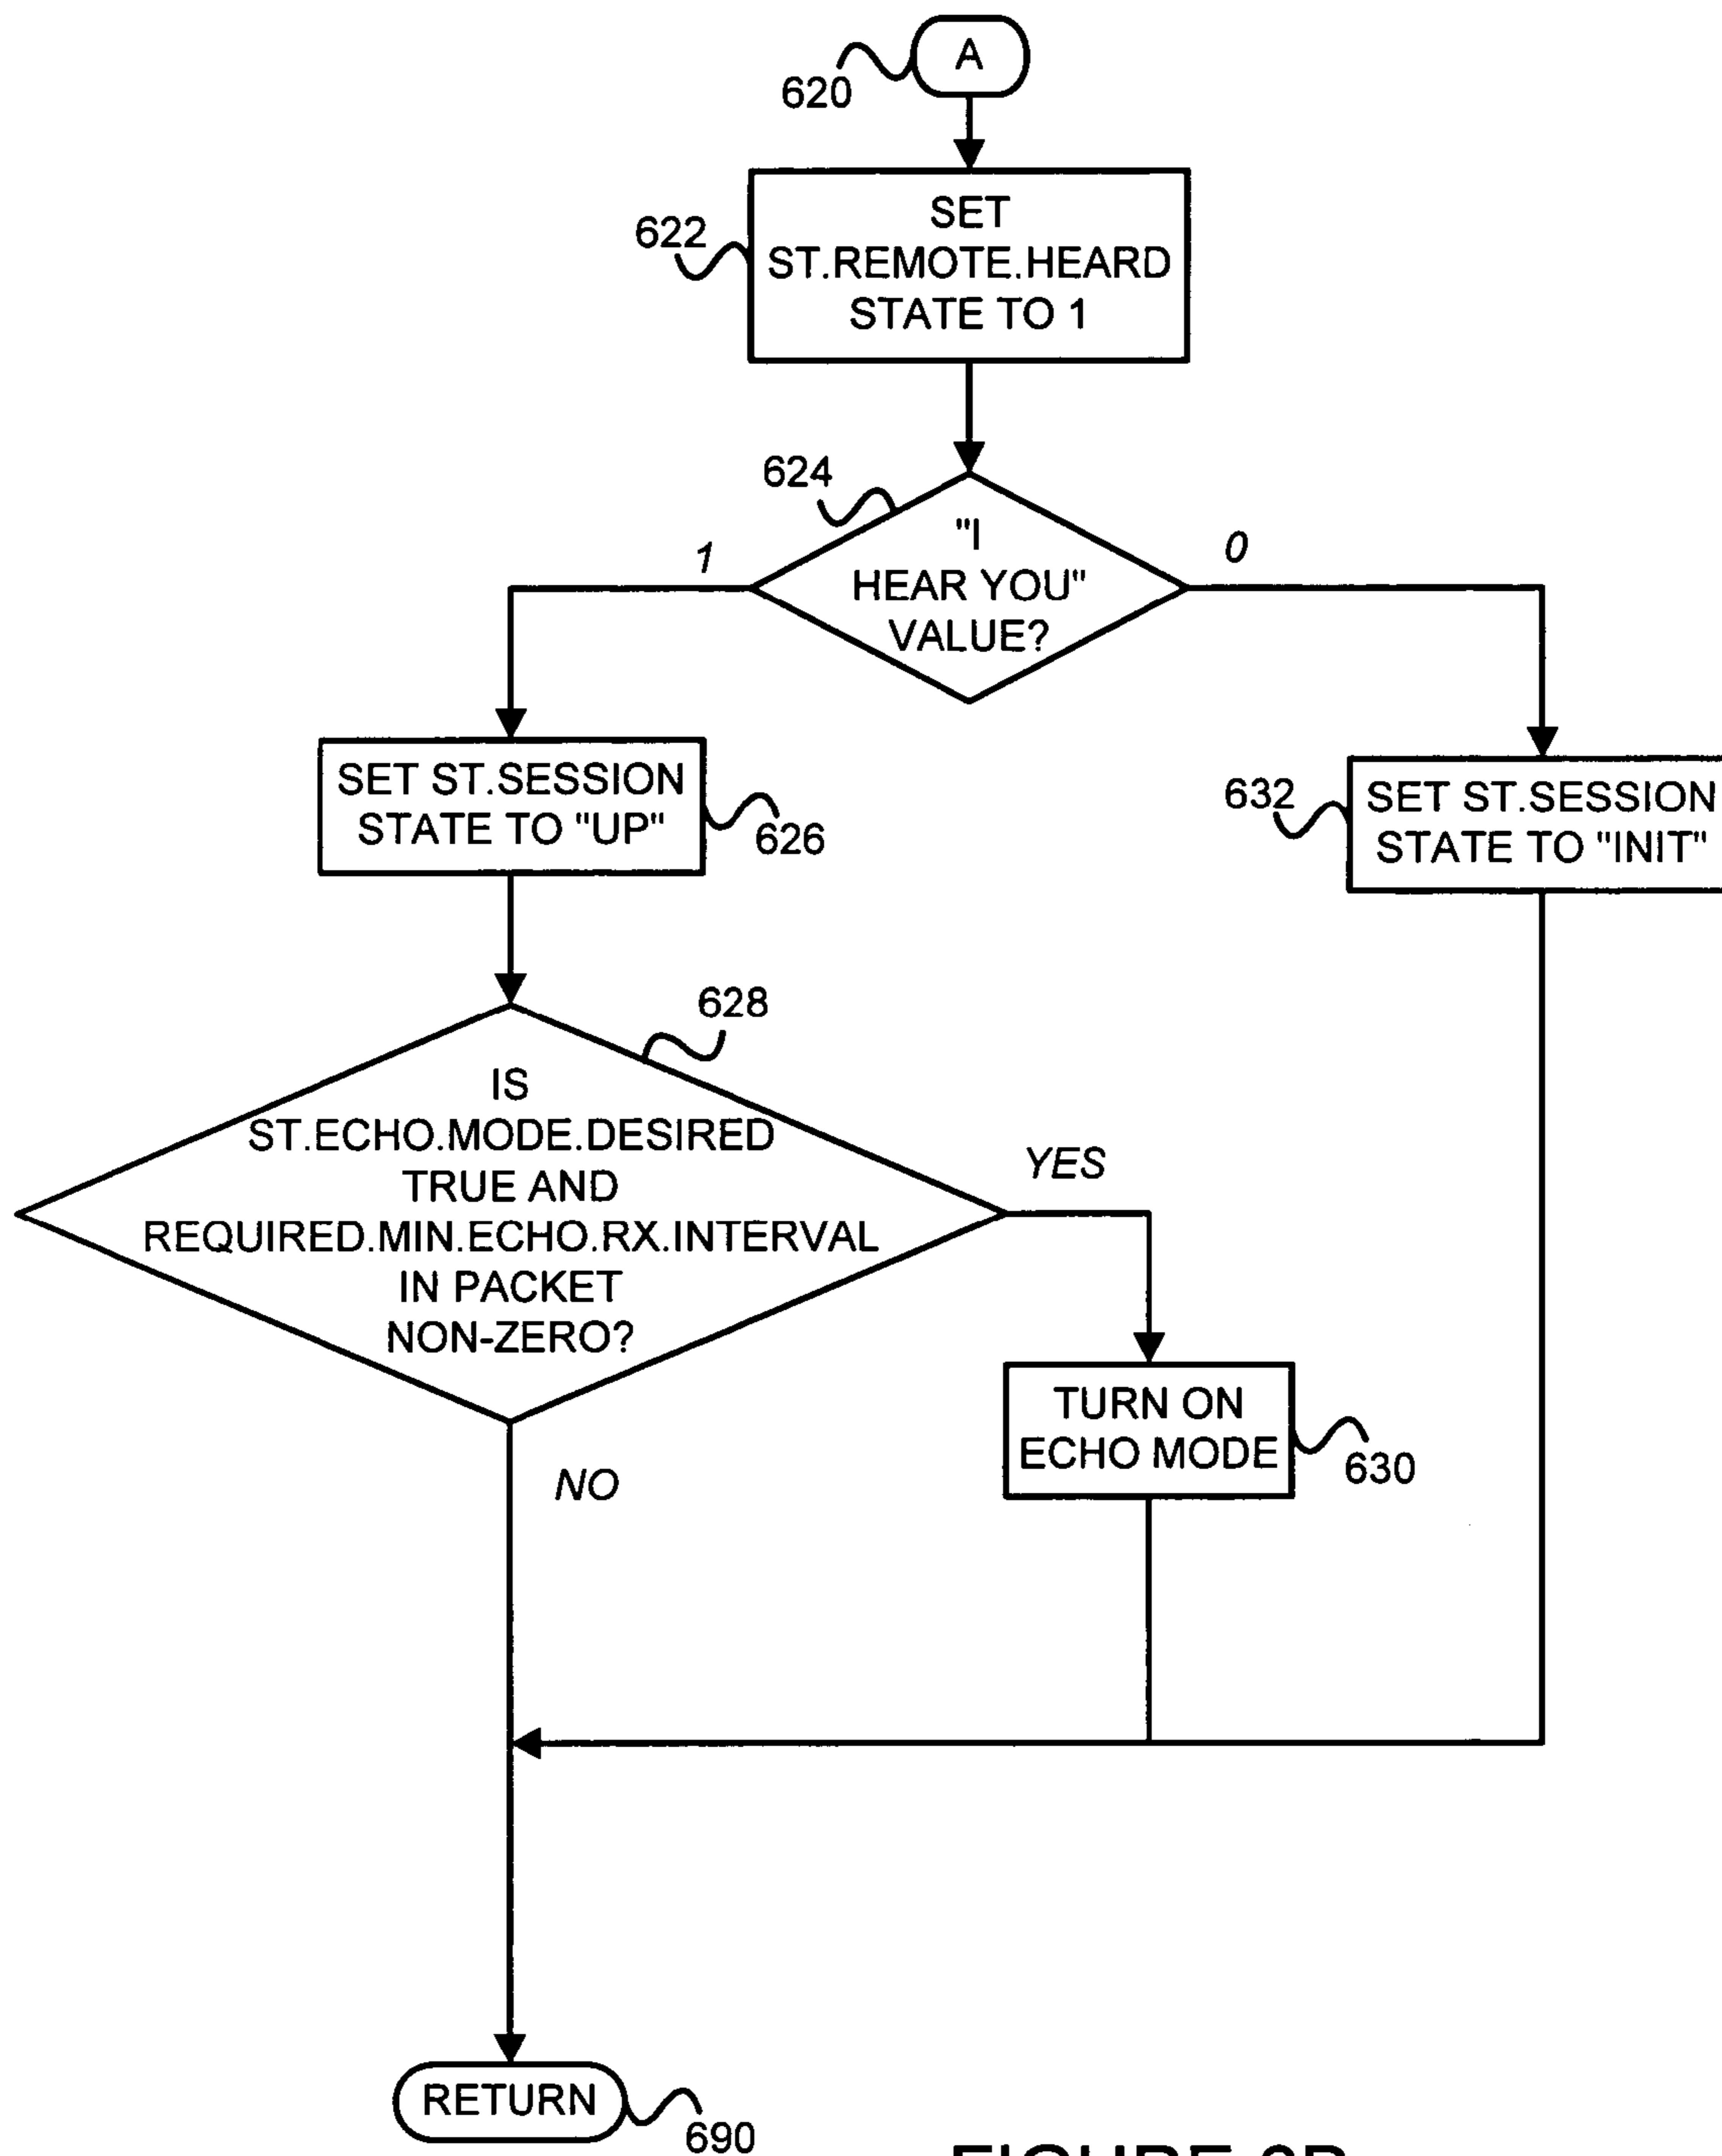 A
620
SET
ST.REMOTE.HEARD
STATE TO 1
622
624
"I
HEAR YOU"
VALUE?
1
0
SET ST.SESSION
STATE TO "UP"
626
632
SET ST.SESSION
STATE TO "INIT"
628
IS
ST.ECHO.MODE.DESIRED
TRUE AND
REQUIRED.MIN.ECHO.RX.INTERVAL
IN PACKET
NON-ZERO?
YES
NO
TURN ON
ECHO MODE
630
RETURN
690